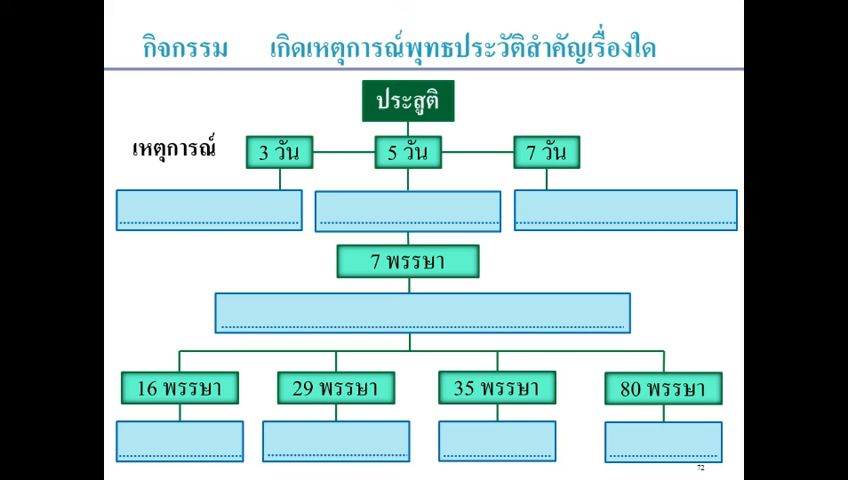 กิจกรรม เกิดเหตุการณ์พุทธประวัติสำคัญเรื่องใด
ประสูติ
เหตุการณ์ 3 วัน 5 วัน 7 วัน
7 พรรษา
16 พรรษา 29 พรรษา 35 พรรษา 80 พรรษา
72